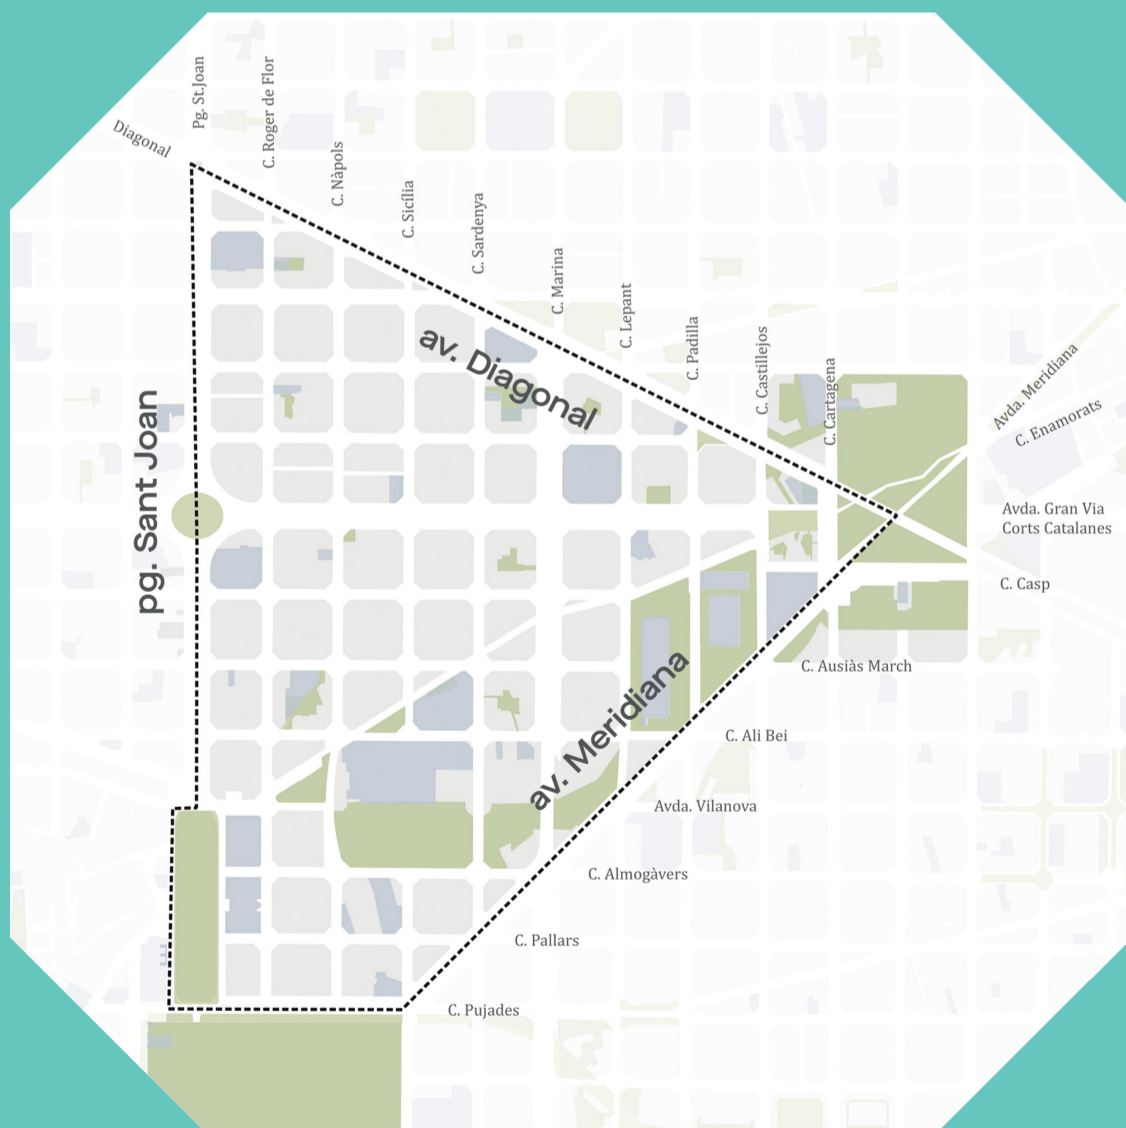 Diagonal
Pg. St.Joan
C. Roger de Flor
C. Nàpols
C. Sicília
C. Sardenya
C. Marina
C. Lepant
C. Padilla
C. Castillejos
C. Cartagena
Avda. Meridiana
C. Enamorats
av. Diagonal
pg. Sant Joan
Avda. Gran Via
Corts Catalanes
C. Casp
C. Ausiàs March
av. Meridiana
C. Ali Bei
Avda. Vilanova
C. Almogàvers
C. Pallars
C. Pujades